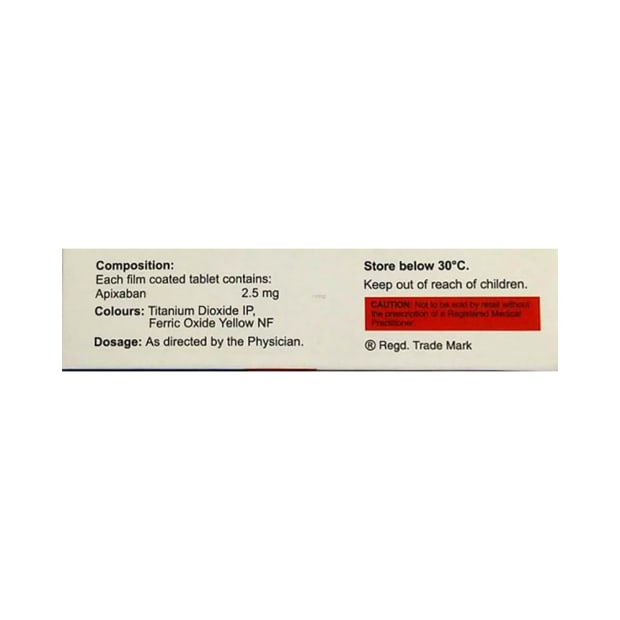 Composition:
Each film coated tablet contains:
Apixaban 2.5 mg
Colours: Titanium Dioxide IP,
Ferric Oxide Yellow NF
Dosage: As directed by the Physician.
Store below 30°C.
Keep out of reach of children.
CAUTION: Not to be sold by retail without
the prescription of a Registered Medical
Practitioner.
® Regd. Trade Mark